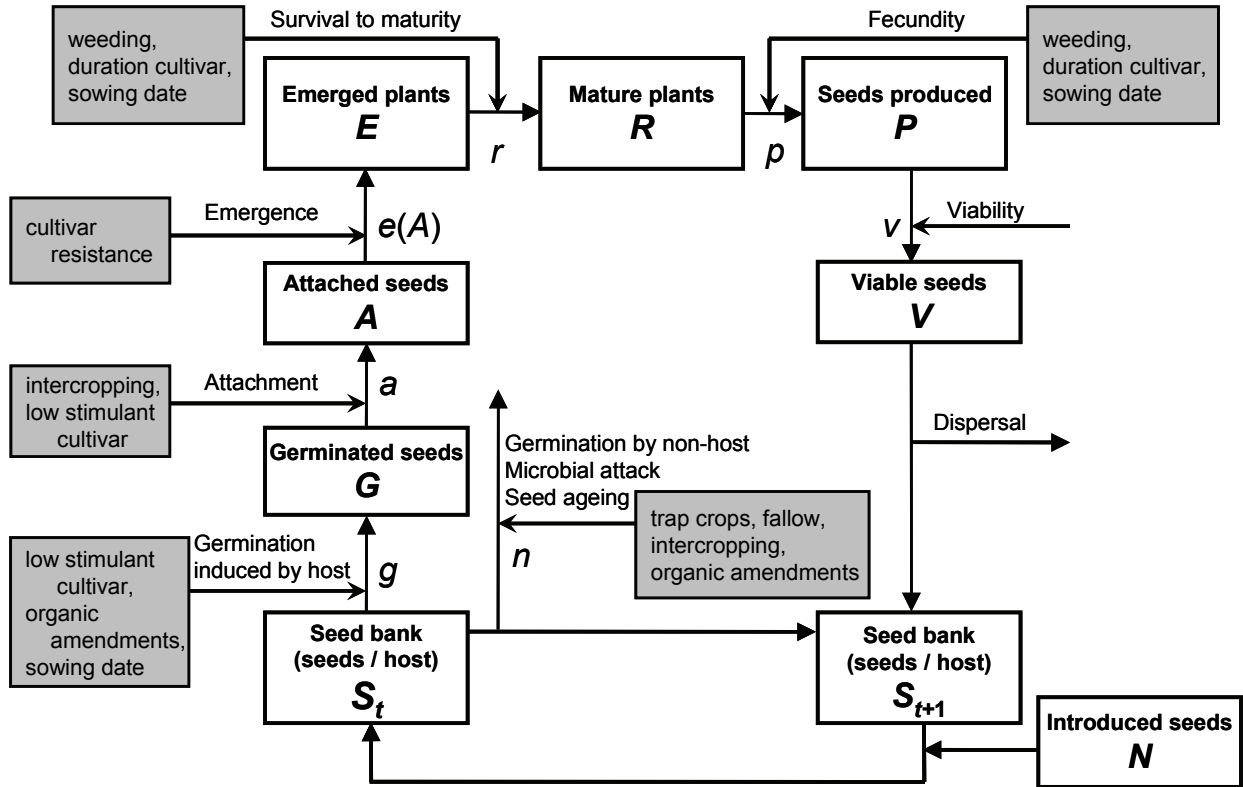 Survival to maturity
Fecundity
weeding,
duration cultivar,
sowing date
Emerged plants
E
r
Mature plants
R
p
Seeds produced
P
weeding,
duration cultivar,
sowing date
cultivar
resistance
Emergence
e(A)
v
Viability
Attached seeds
A
Viable seeds
V
intercropping,
low stimulant
cultivar
Attachment
a
Germination by non-host
Microbial attack
Seed ageing
n
Dispersal
Germinated seeds
G
trap crops, fallow,
intercropping,
organic amendments
low stimulant
cultivar,
organic
amendments,
sowing date
Germination
induced by host
g
Seed bank
(seeds / host)
St
Seed bank
(seeds / host)
St+1
Introduced seeds
N